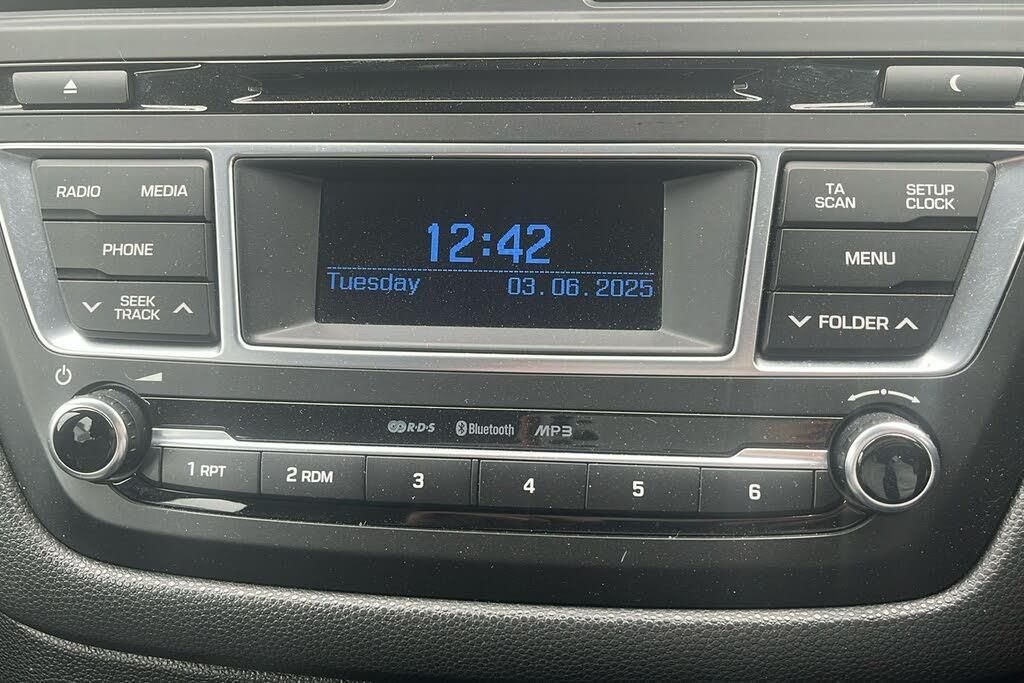 RADIO MEDIA
PHONE
SEEK
TRACK
12:42
Tuesday 03.06.2025
TA
SCAN
SETUP
CLOCK
MENU
FOLDER
R·D·S Bluetooth MP3
1 RPT 2 RDM 3 4 5 6